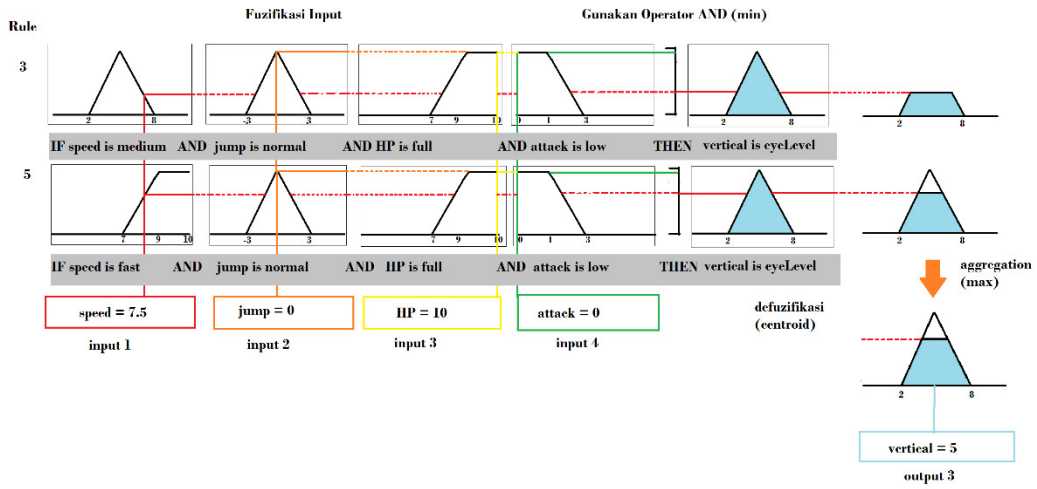 Fuzifikasi Input
Gunakan Operator AND (min)
Rule
3
2 8
-3 3
7 9 10
0 1 3
2 8
2 8
IF speed is medium AND jump is normal AND HP is full AND attack is low THEN vertical is eyeLevel
5
7 9 10
-3 3
7 9 10
0 1 3
2 8
2 8
IF speed is fast AND jump is normal AND HP is full AND attack is low THEN vertical is eyeLevel
aggregation
(max)
speed = 7.5
jump = 0
HP = 10
attack = 0
defuzifikasi
(centroid)
input 1
input 2
input 3
input 4
2 8
vertical = 5
output 3